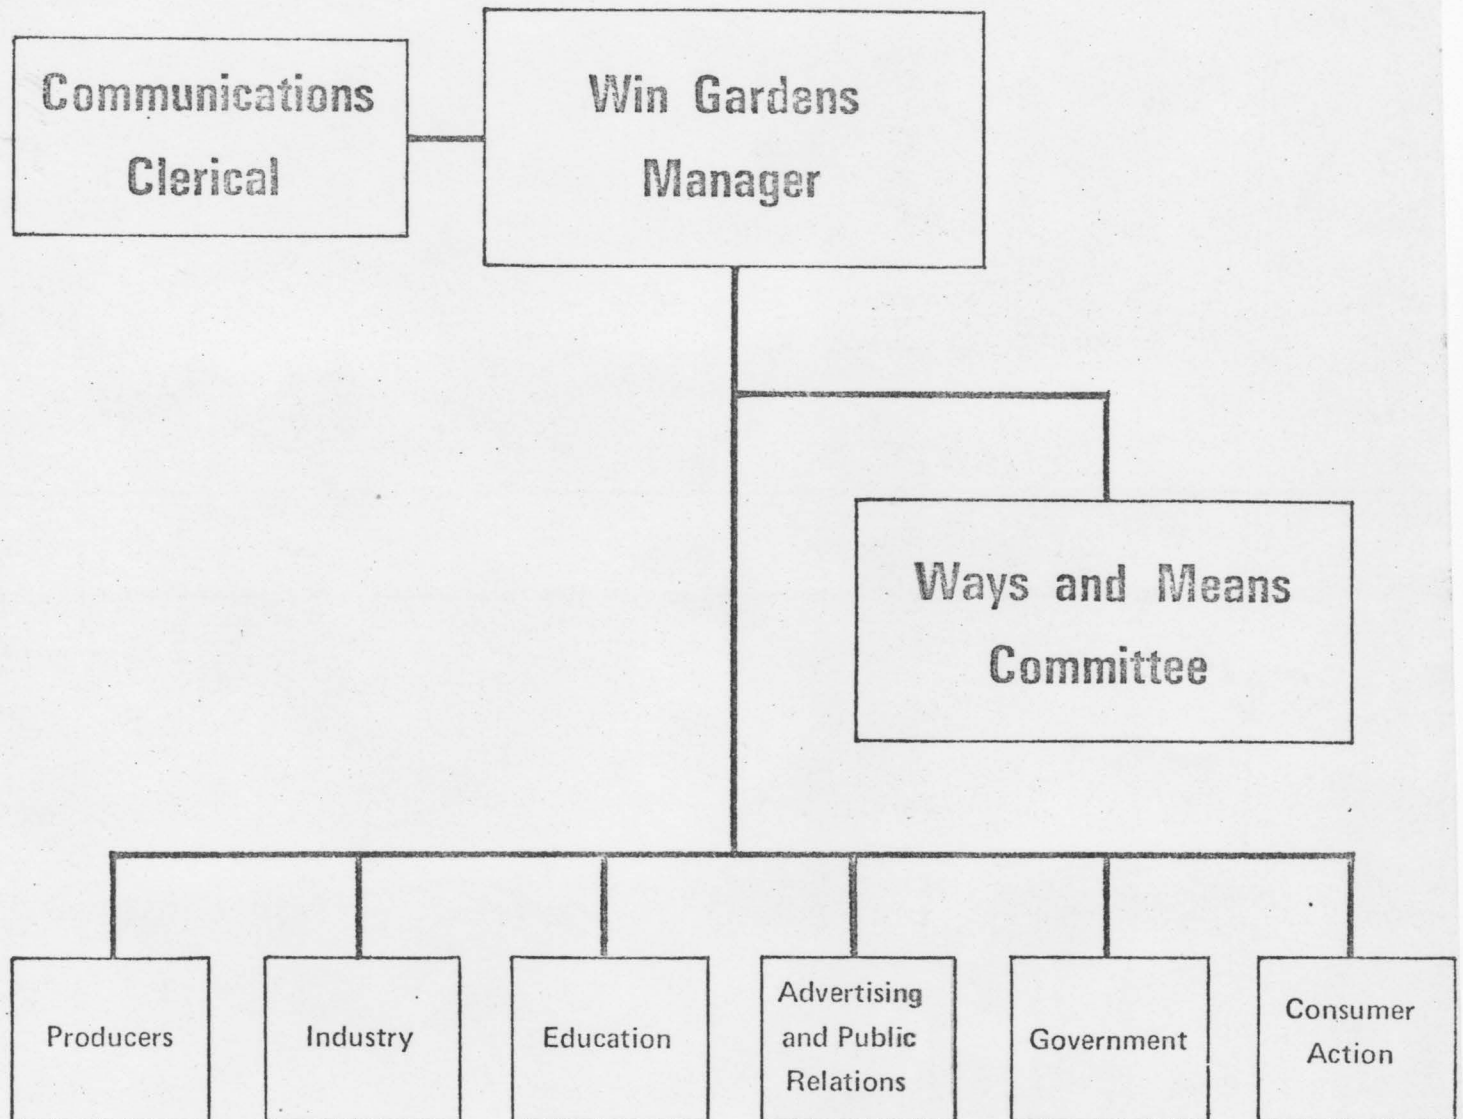 Communications
Clerical
Win Gardens
Manager
Ways and Means
Committee
Producers
Industry
Education
Advertising
and Public
Relations
Government
Consumer
Action